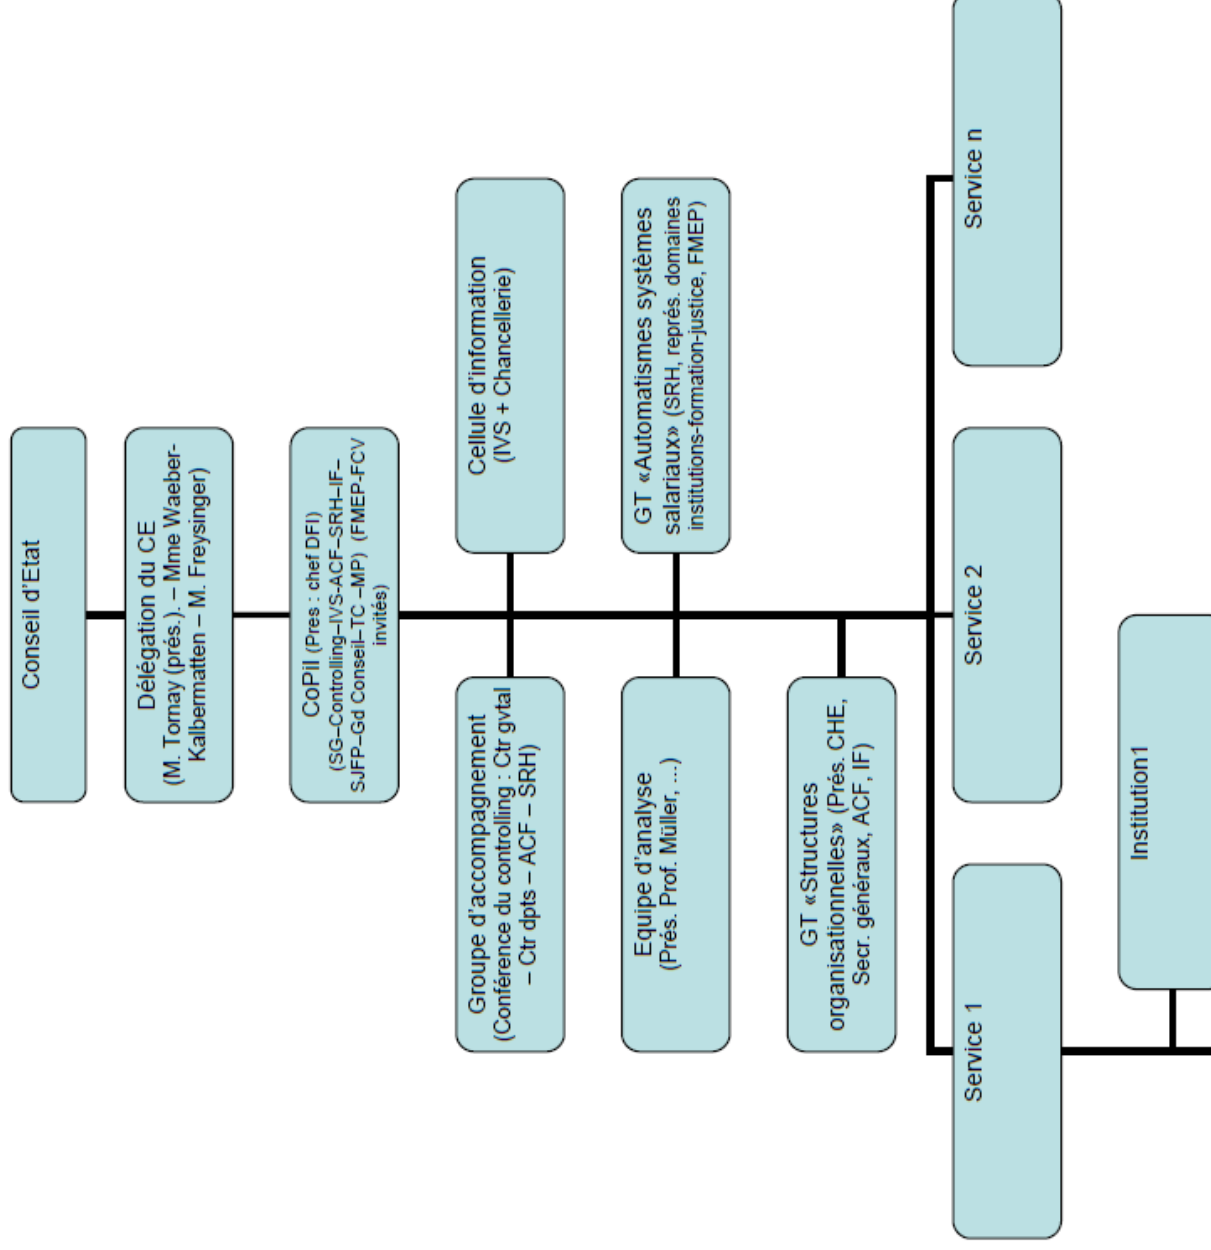 Conseil d'Etat
Délégation du CE
(M. Tornay (prés.). – Mme Waeber-
Kalbermatten – M. Freysinger)
CoPil (Pres : chef DFI)
(SG–Controlling–IVS-ACF–SRH–IF–
SJFP–Gd Conseil–TC –MP) (FMEP-FCV
invités)
Groupe d'accompagnement
(Conférence du controlling : Ctr gvtal
– Ctr dpts – ACF – SRH)
Cellule d'information
(IVS + Chancellerie)
Equipe d'analyse
(Prés. Prof. Müller, ...)
GT «Automatismes systèmes
salariaux» (SRH, représ. domaines
institutions-formation-justice, FMEP)
GT «Structures
organisationnelles» (Prés. CHE,
Secr. généraux, ACF, IF)
Service 1
Service 2
Service n
Institution1